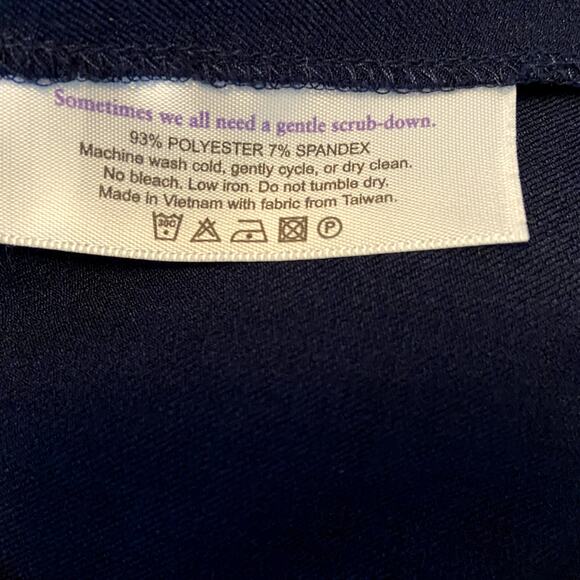 Sometimes we all need a gentle scrub-down.
93% POLYESTER 7% SPANDEX
Machine wash cold, gently cycle, or dry clean.
No bleach. Low iron. Do not tumble dry.
Made in Vietnam with fabric from Taiwan.
30C P